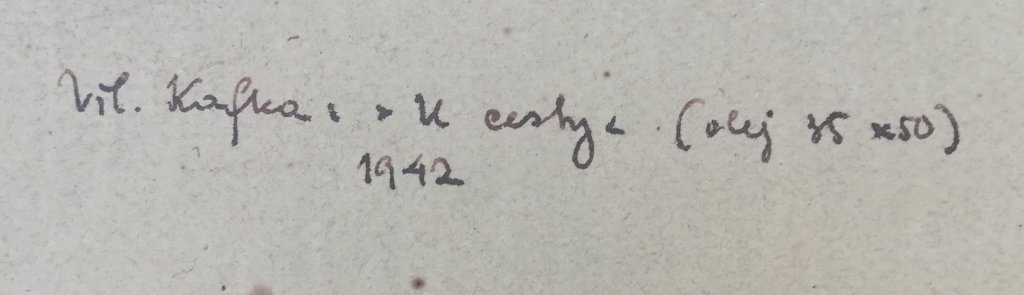 Vil. Kafka: » U cesty « (olej 35 x 50)
1942